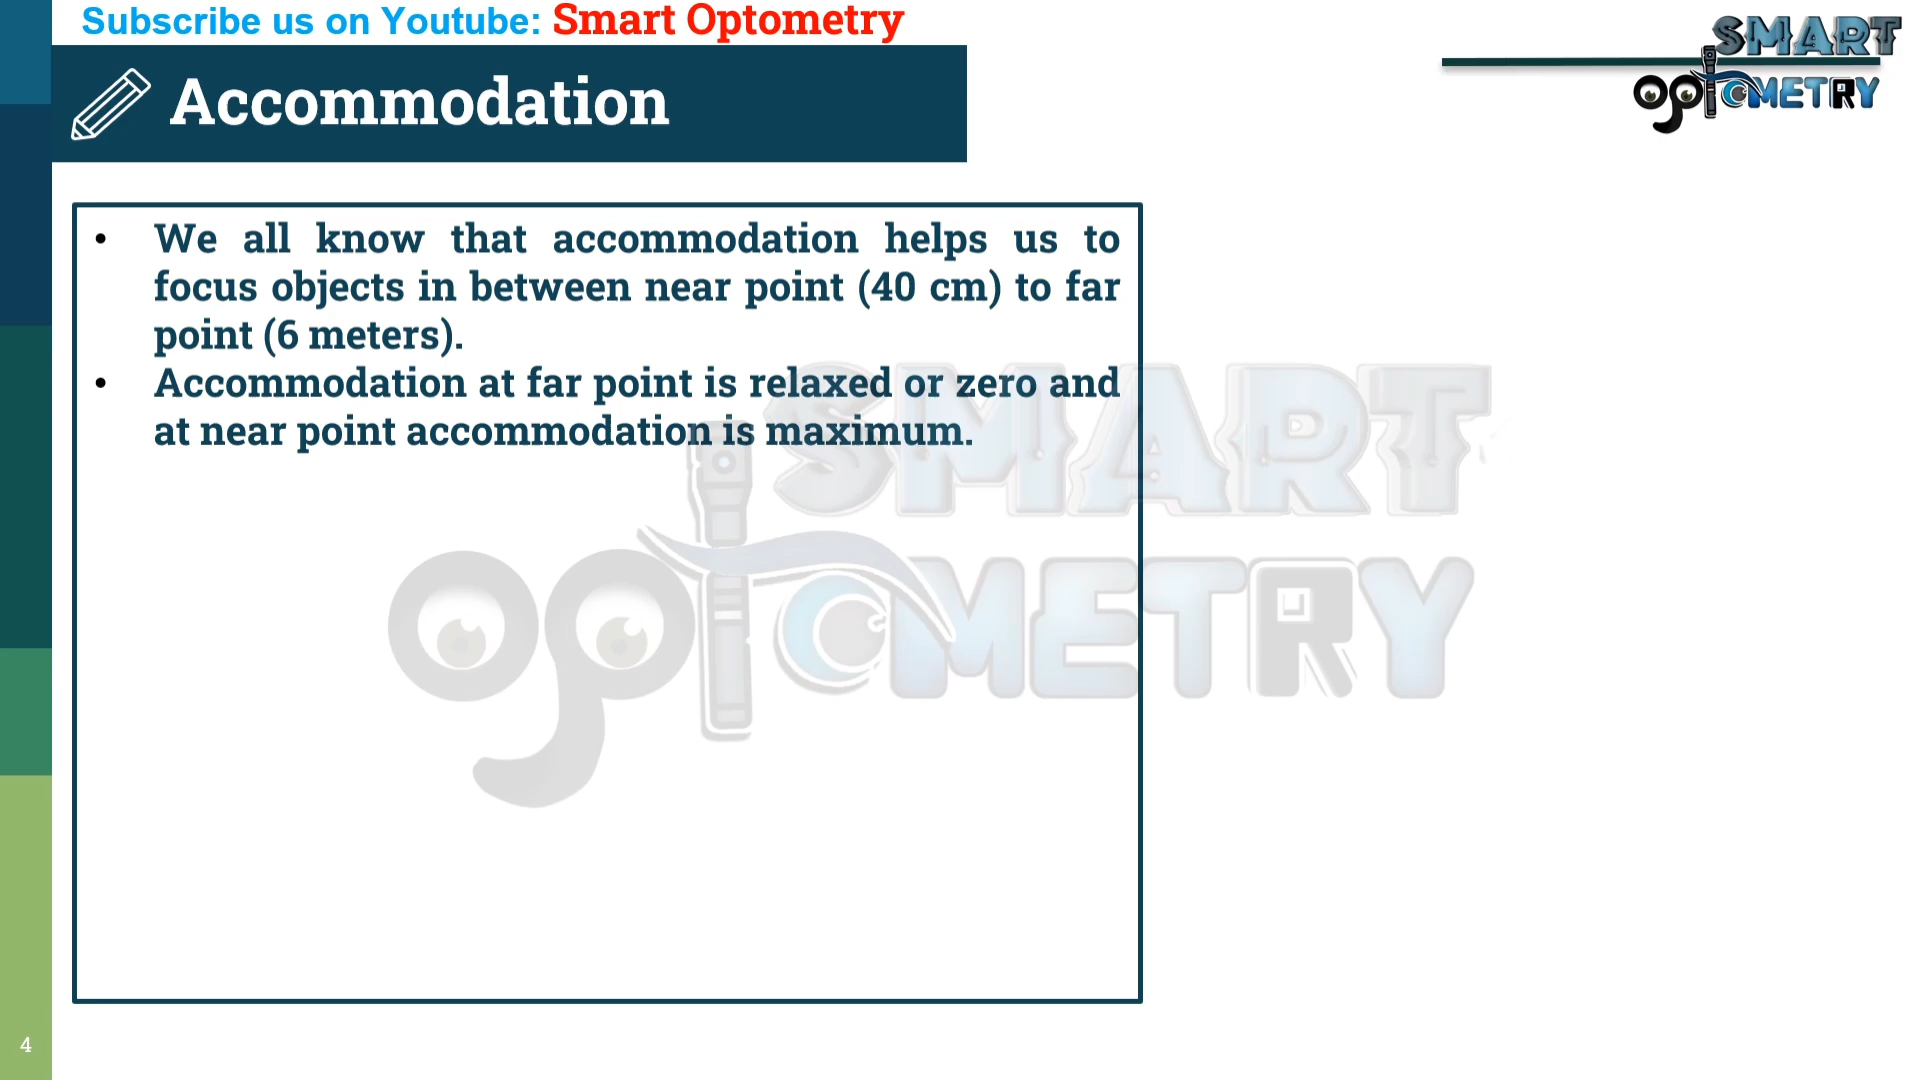 Subscribe us on Youtube: Smart Optometry
SMART
OptOMETRY
Accommodation
• We all know that accommodation helps us to
focus objects in between near point (40 cm) to far
point (6 meters).
• Accommodation at far point is relaxed or zero and
at near point accommodation is maximum.
SMART
OptOMETRY
4